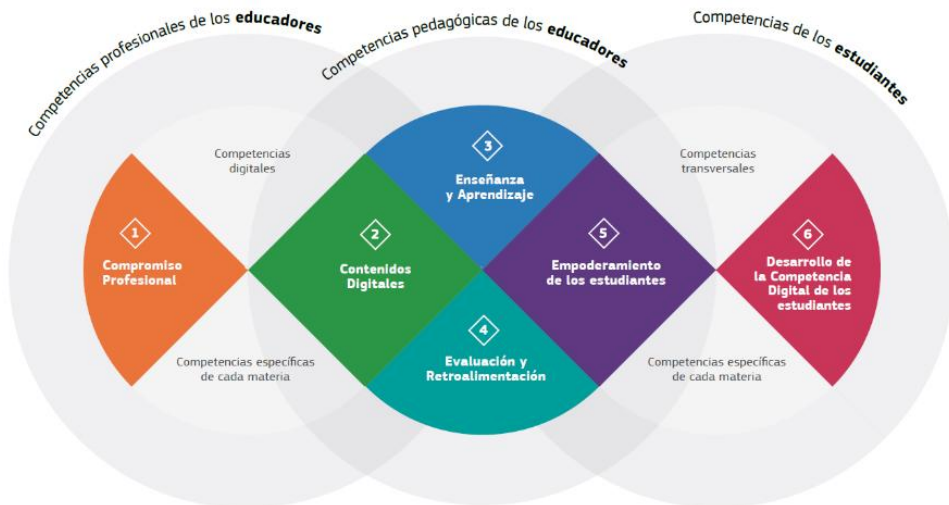 Competencias profesionales de los educadores
Competencias pedagógicas de los educadores
Competencias de los estudiantes
Competencias
digitales
Competencias
transversales
1
Compromiso
Profesional
2
Contenidos
Digitales
3
Enseñanza
y Aprendizaje
4
Evaluación y
Retroalimentación
5
Empoderamiento
de los estudiantes
6
Desarrollo de
la Competencia
Digital de los
estudiantes
Competencias específicas
de cada materia
Competencias específicas
de cada materia